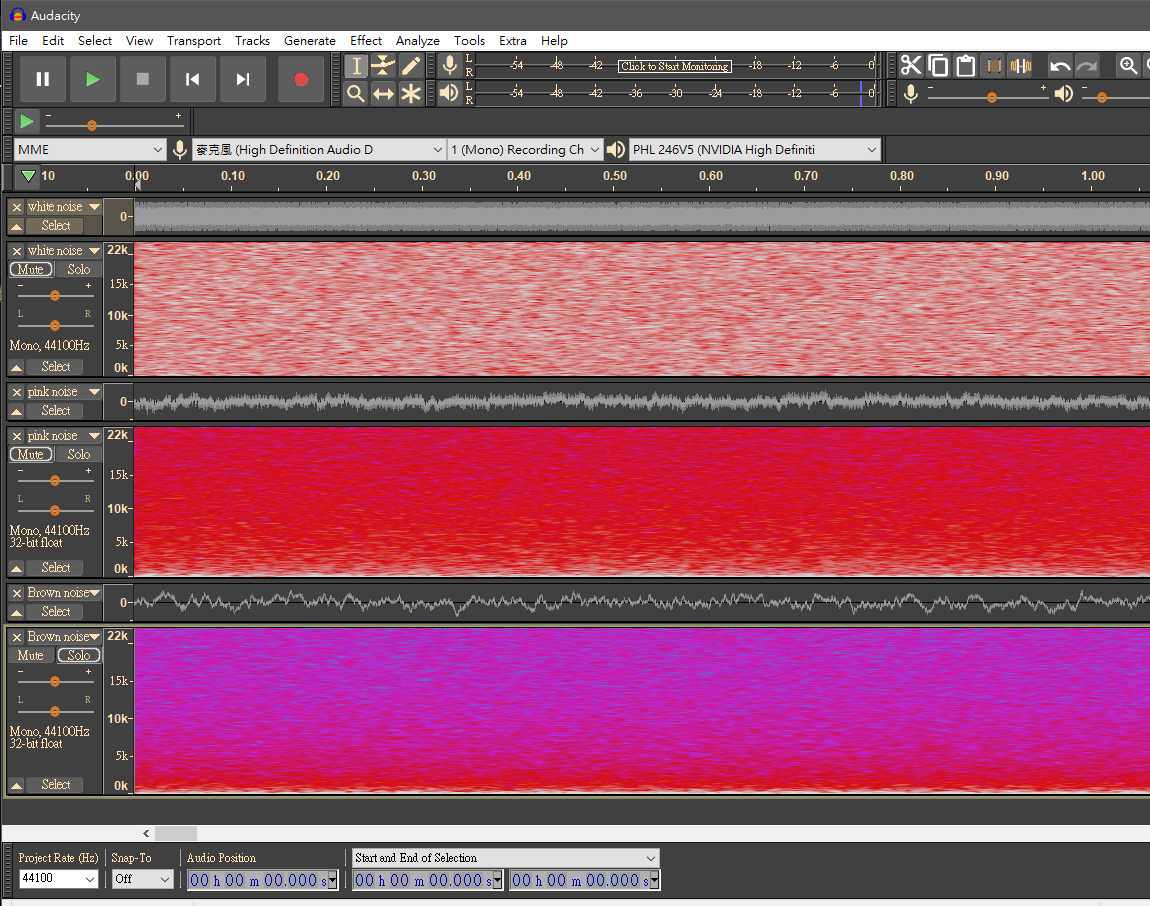 Audacity
File Edit Select View Transport Tracks Generate Effect Analyze Tools Extra Help
L -54 -48 -42 Click to Start Monitoring -18 -12 -6 0
R
L -54 -48 -42 -36 -30 -24 -18 -12 -6 0
R
- + - + -
- +
MME 麥克風 (High Definition Audio D 1 (Mono) Recording Ch PHL 246V5 (NVIDIA High Definiti
10 0.00 0.10 0.20 0.30 0.40 0.50 0.60 0.70 0.80 0.90 1.00
white noise
0-
Select
white noise 22k
Mute Solo
15k-
- +
L R 10k-
Mono, 44100Hz 5k-
Select 0k
pink noise
0-
Select
pink noise 22k
Mute Solo
- + 15k-
L R
10k-
Mono, 44100Hz
32-bit float 5k-
Select 0k
Brown noise
0-
Select
Brown noise 22k
Mute Solo
- +
15k-
L R
10k-
Mono, 44100Hz
32-bit float
5k-
Select 0k
Project Rate (Hz) Snap-To Audio Position Start and End of Selection
44100 Off 00 h 00 m 00.000 s 00 h 00 m 00.000 s 00 h 00 m 00.000 s